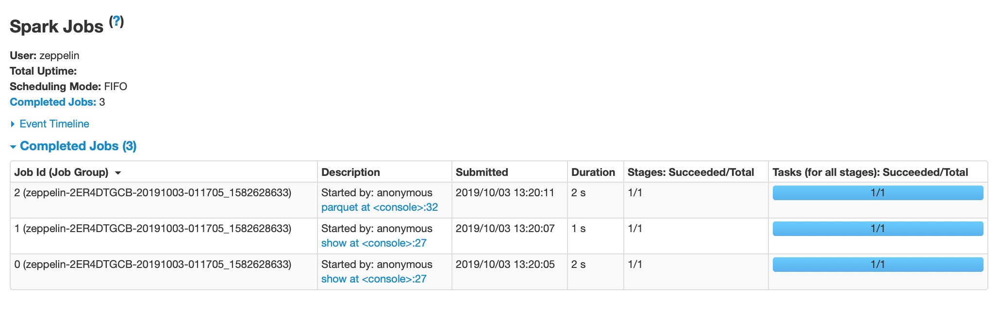 Spark Jobs (?)
User: zeppelin
Total Uptime:
Scheduling Mode: FIFO
Completed Jobs: 3
Event Timeline
Completed Jobs (3)
Job Id (Job Group) Description Submitted Duration Stages: Succeeded/Total Tasks (for all stages): Succeeded/Total
2 (zeppelin-2ER4DTGCB-20191003-011705_1582628633) Started by: anonymous 2019/10/03 13:20:11 2 s 1/1 1/1
parquet at <console>:32
1 (zeppelin-2ER4DTGCB-20191003-011705_1582628633) Started by: anonymous 2019/10/03 13:20:07 1 s 1/1 1/1
show at <console>:27
0 (zeppelin-2ER4DTGCB-20191003-011705_1582628633) Started by: anonymous 2019/10/03 13:20:05 2 s 1/1 1/1
show at <console>:27